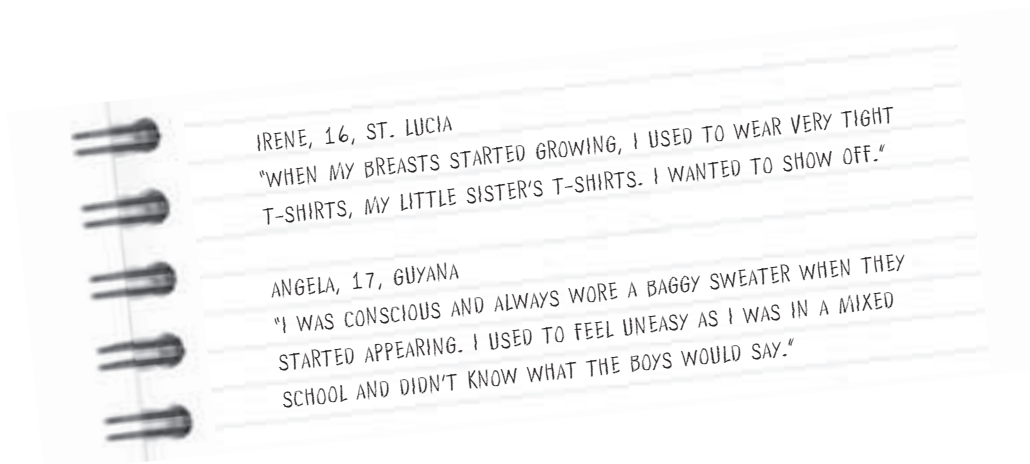 IRENE, 16, ST. LUCIA
"WHEN MY BREASTS STARTED GROWING, I USED TO WEAR VERY TIGHT
T-SHIRTS, MY LITTLE SISTER'S T-SHIRTS. I WANTED TO SHOW OFF."
ANGELA, 17, GUYANA
"I WAS CONSCIOUS AND ALWAYS WORE A BAGGY SWEATER WHEN THEY
STARTED APPEARING. I USED TO FEEL UNEASY AS I WAS IN A MIXED
SCHOOL AND DIDN'T KNOW WHAT THE BOYS WOULD SAY."